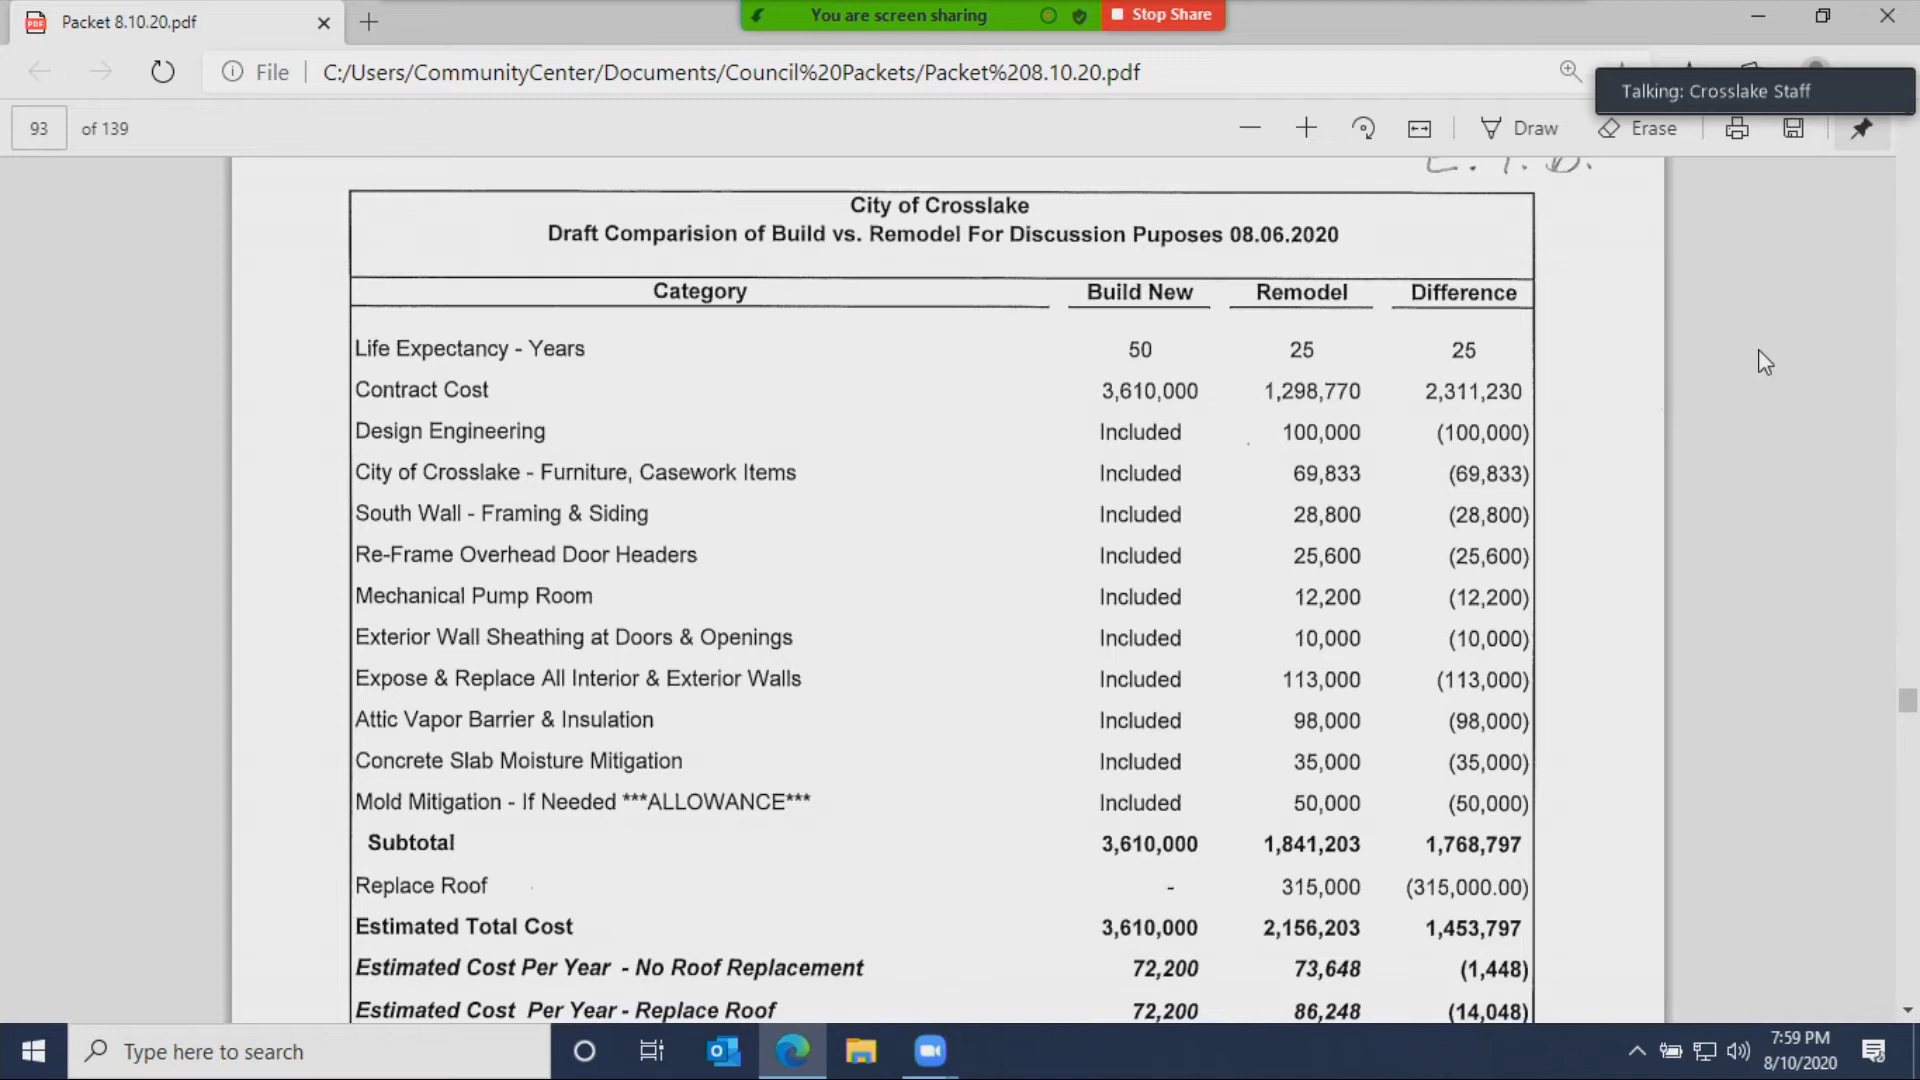 Packet 8.10.20.pdf
You are screen sharing
Stop Share
File
C:/Users/CommunityCenter/Documents/Council%20Packets/Packet%208.10.20.pdf
Talking: Crosslake Staff
93 of 139
Draw
Erase
City of Crosslake
Draft Comparision of Build vs. Remodel For Discussion Puposes 08.06.2020
Category Build New Remodel Difference
Life Expectancy - Years 50 25 25
Contract Cost 3,610,000 1,298,770 2,311,230
Design Engineering Included 100,000 (100,000)
City of Crosslake - Furniture, Casework Items Included 69,833 (69,833)
South Wall - Framing & Siding Included 28,800 (28,800)
Re-Frame Overhead Door Headers Included 25,600 (25,600)
Mechanical Pump Room Included 12,200 (12,200)
Exterior Wall Sheathing at Doors & Openings Included 10,000 (10,000)
Expose & Replace All Interior & Exterior Walls Included 113,000 (113,000)
Attic Vapor Barrier & Insulation Included 98,000 (98,000)
Concrete Slab Moisture Mitigation Included 35,000 (35,000)
Mold Mitigation - If Needed ***ALLOWANCE*** Included 50,000 (50,000)
Subtotal 3,610,000 1,841,203 1,768,797
Replace Roof - 315,000 (315,000.00)
Estimated Total Cost 3,610,000 2,156,203 1,453,797
Estimated Cost Per Year - No Roof Replacement 72,200 73,648 (1,448)
Estimated Cost Per Year - Replace Roof 72,200 86,248 (14,048)
Type here to search
7:59 PM
8/10/2020